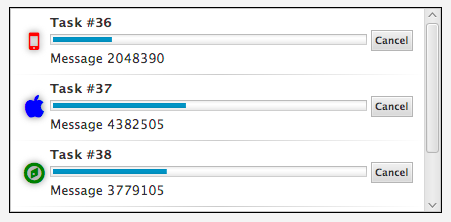 Task #36
Cancel
Message 2048390
Task #37
Cancel
Message 4382505
Task #38
Cancel
Message 3779105